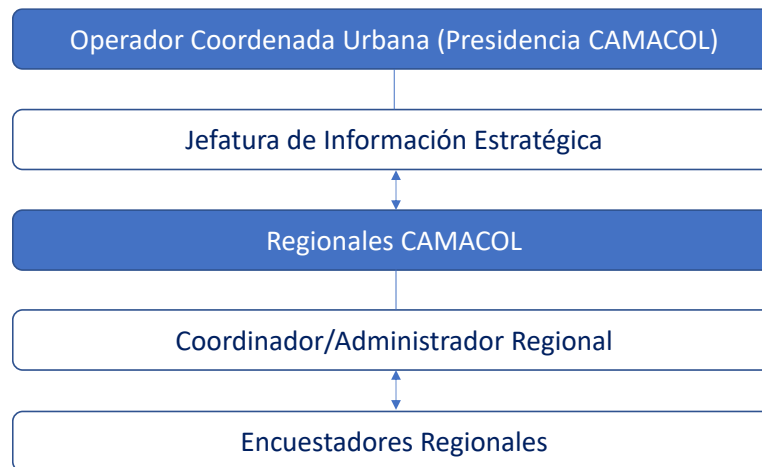 Operador Coordenada Urbana (Presidencia CAMACOL)
Jefatura de Información Estratégica
Regionales CAMACOL
Coordinador/Administrador Regional
Encuestadores Regionales